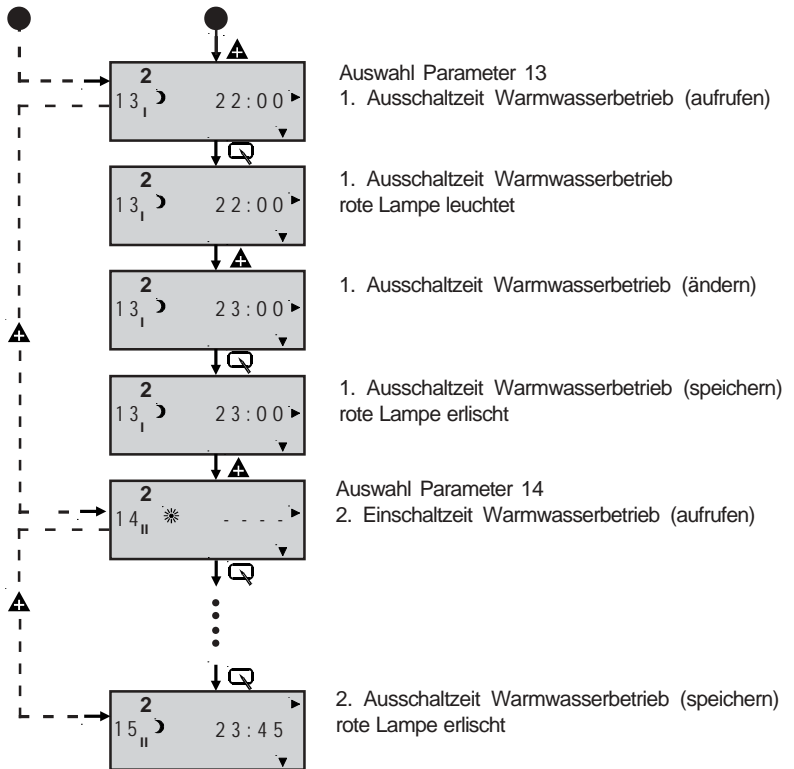 2
13 I 22:00
Auswahl Parameter 13
1. Ausschaltzeit Warmwasserbetrieb (aufrufen)
2
13 I 22:00
1. Ausschaltzeit Warmwasserbetrieb
rote Lampe leuchtet
2
13 I 23:00
1. Ausschaltzeit Warmwasserbetrieb (ändern)
2
13 I 23:00
1. Ausschaltzeit Warmwasserbetrieb (speichern)
rote Lampe erlischt
2
14 II - - - -
Auswahl Parameter 14
2. Einschaltzeit Warmwasserbetrieb (aufrufen)
2
15 II 23:45
2. Ausschaltzeit Warmwasserbetrieb (speichern)
rote Lampe erlischt